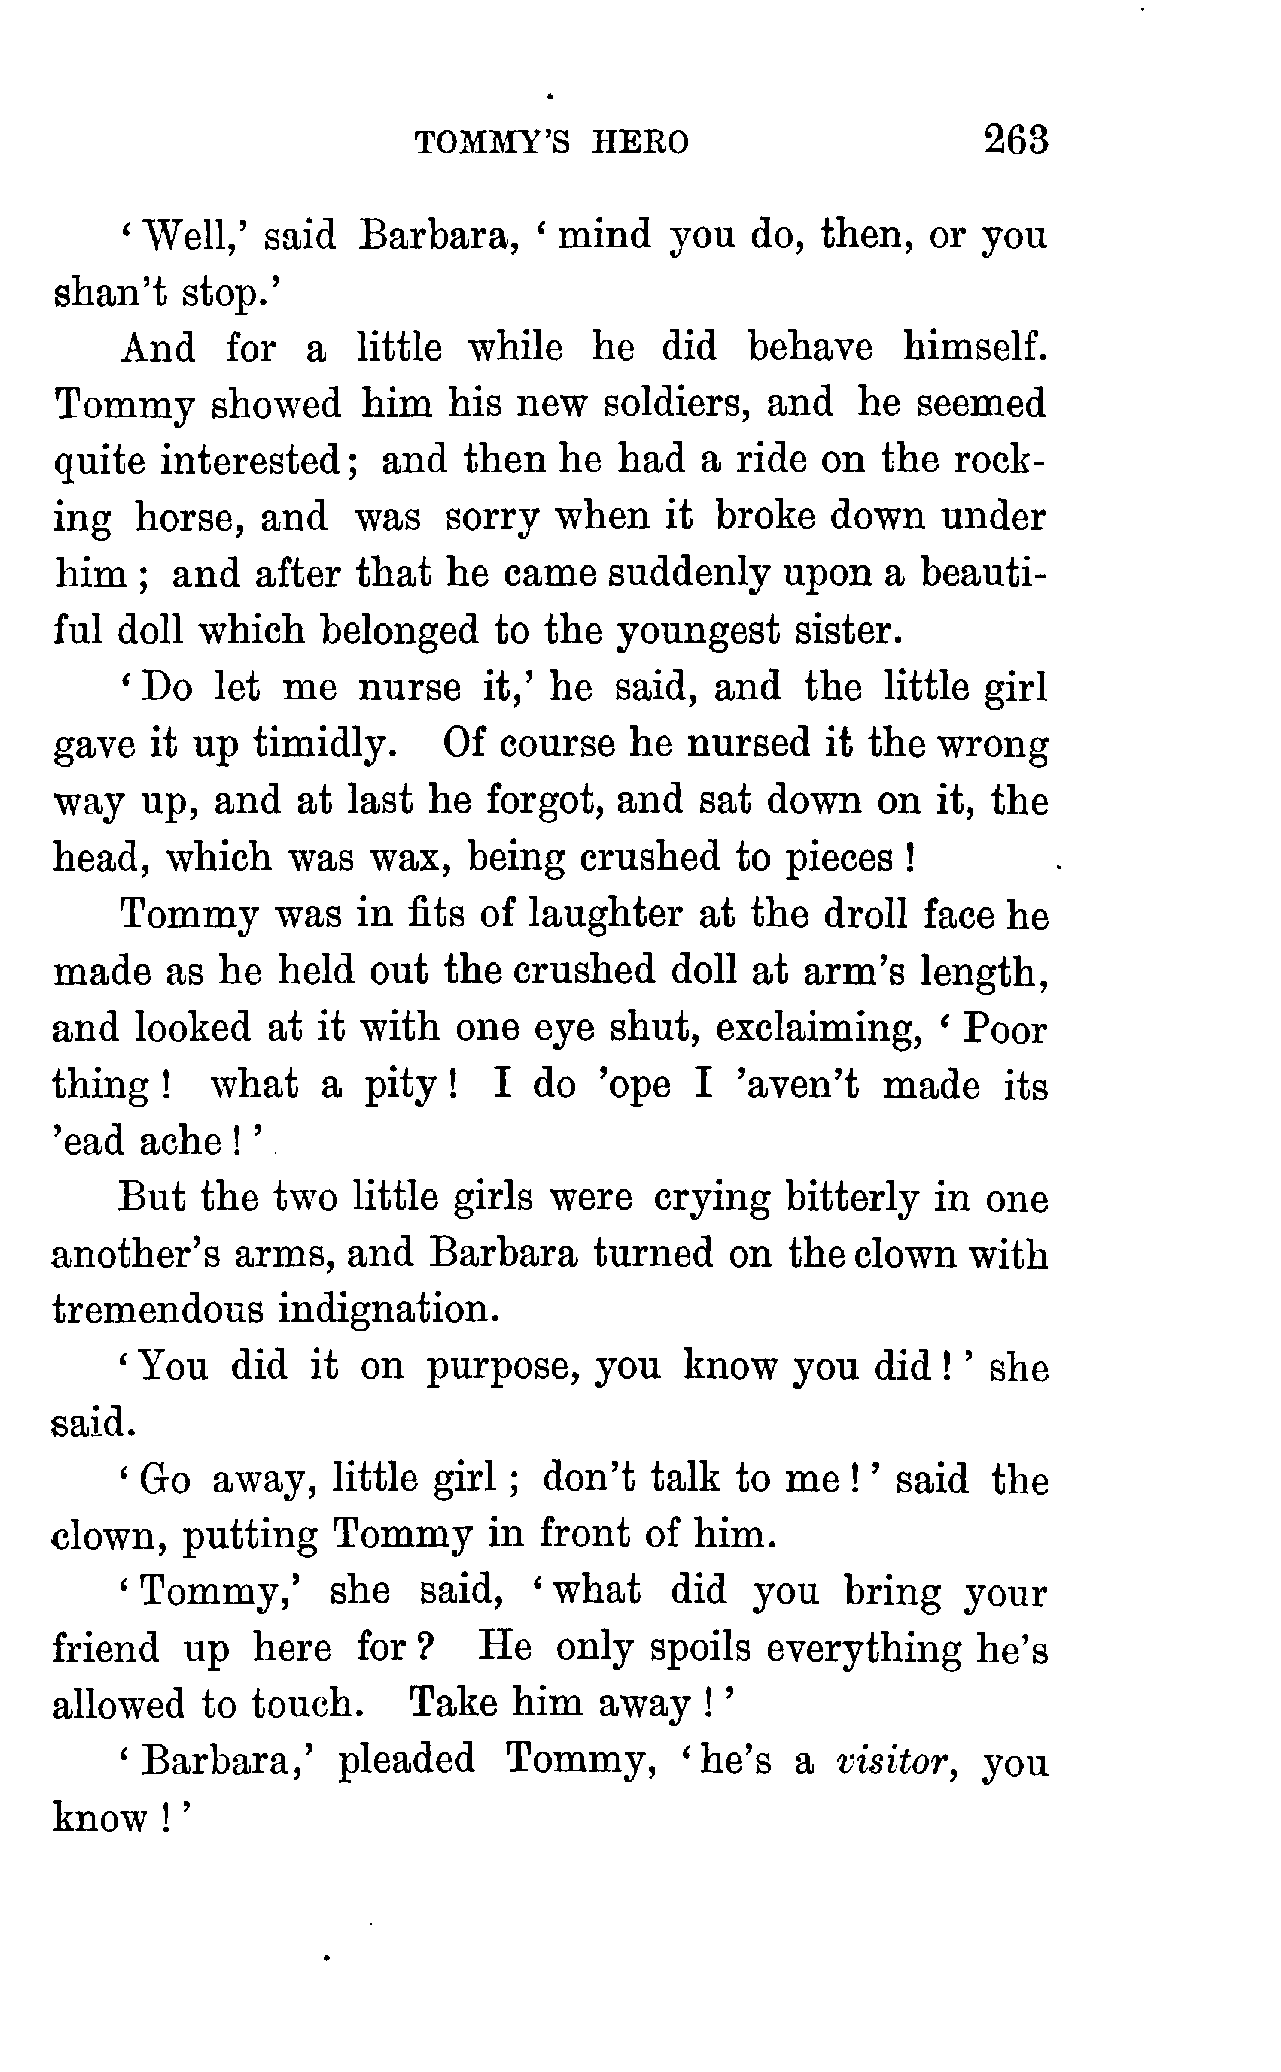 TOMMY'S HERO 263
‘Well,’ said Barbara, ‘mind you do, then, or you
shan't stop.’
And for a little while he did behave himself.
Tommy showed him his new soldiers, and he seemed
quite interested; and then he had a ride on the rock-
ing horse, and was sorry when it broke down under
him; and after that he came suddenly upon a beauti-
ful doll which belonged to the youngest sister.
‘Do let me nurse it,’ he said, and the little girl
gave it up timidly. Of course he nursed it the wrong
way up, and at last he forgot, and sat down on it, the
head, which was wax, being crushed to pieces!
Tommy was in fits of laughter at the droll face he
made as he held out the crushed doll at arm's length,
and looked at it with one eye shut, exclaiming, ‘Poor
thing! what a pity! I do 'ope I 'aven't made its
'ead ache!’
But the two little girls were crying bitterly in one
another's arms, and Barbara turned on the clown with
tremendous indignation.
‘You did it on purpose, you know you did!’ she
said.
‘Go away, little girl; don't talk to me!’ said the
clown, putting Tommy in front of him.
‘Tommy,’ she said, ‘what did you bring your
friend up here for? He only spoils everything he's
allowed to touch. Take him away!’
‘Barbara,’ pleaded Tommy, ‘he's a visitor, you
know!’